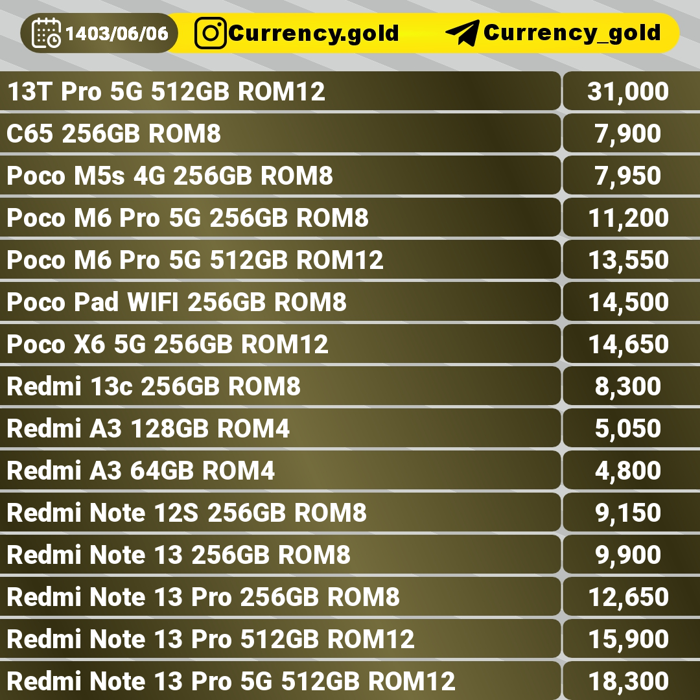 1403/06/06 Currency.gold Currency_gold
13T Pro 5G 512GB ROM12 31,000
C65 256GB ROM8 7,900
Poco M5s 4G 256GB ROM8 7,950
Poco M6 Pro 5G 256GB ROM8 11,200
Poco M6 Pro 5G 512GB ROM12 13,550
Poco Pad WIFI 256GB ROM8 14,500
Poco X6 5G 256GB ROM12 14,650
Redmi 13c 256GB ROM8 8,300
Redmi A3 128GB ROM4 5,050
Redmi A3 64GB ROM4 4,800
Redmi Note 12S 256GB ROM8 9,150
Redmi Note 13 256GB ROM8 9,900
Redmi Note 13 Pro 256GB ROM8 12,650
Redmi Note 13 Pro 512GB ROM12 15,900
Redmi Note 13 Pro 5G 512GB ROM12 18,300